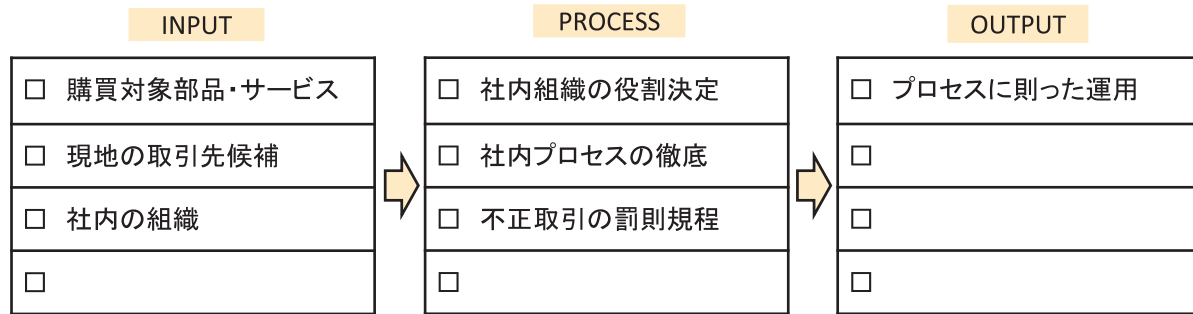 INPUT
□ 購買対象部品・サービス
□ 現地の取引先候補
□ 社内の組織
□
PROCESS
□ 社内組織の役割決定
□ 社内プロセスの徹底
□ 不正取引の罰則規程
□
OUTPUT
□ プロセスに則った運用
□
□
□